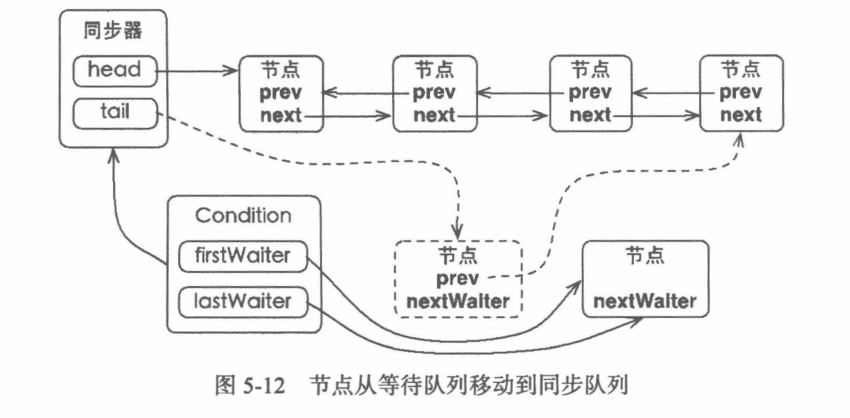 同步器
head
tail
节点
prev
next
节点
prev
next
节点
prev
next
节点
prev
next
Condition
firstWaiter
lastWaiter
节点
prev
nextWaiter
节点
nextWaiter
图 5-12 节点从等待队列移动到同步队列